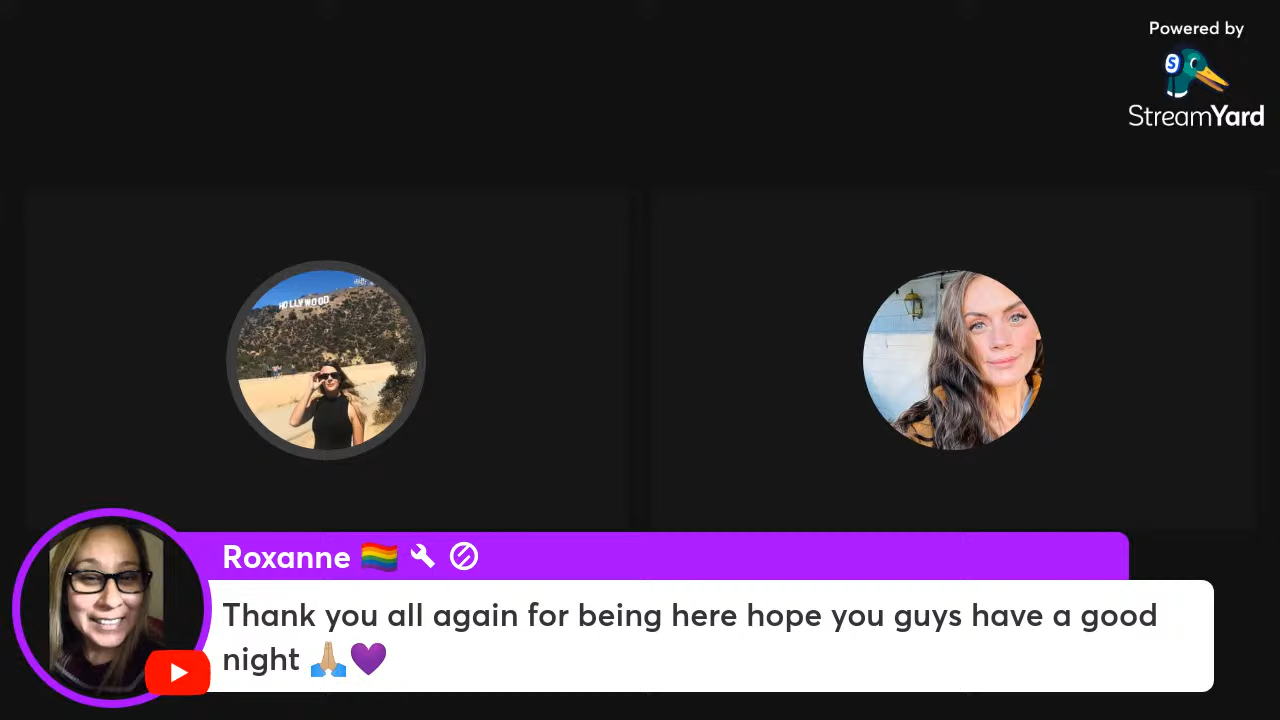 Powered by
S
StreamYard
HOLLYWOOD
Roxanne 🏳️‍🌈
Thank you all again for being here hope you guys have a good
night 🙏🏼💜